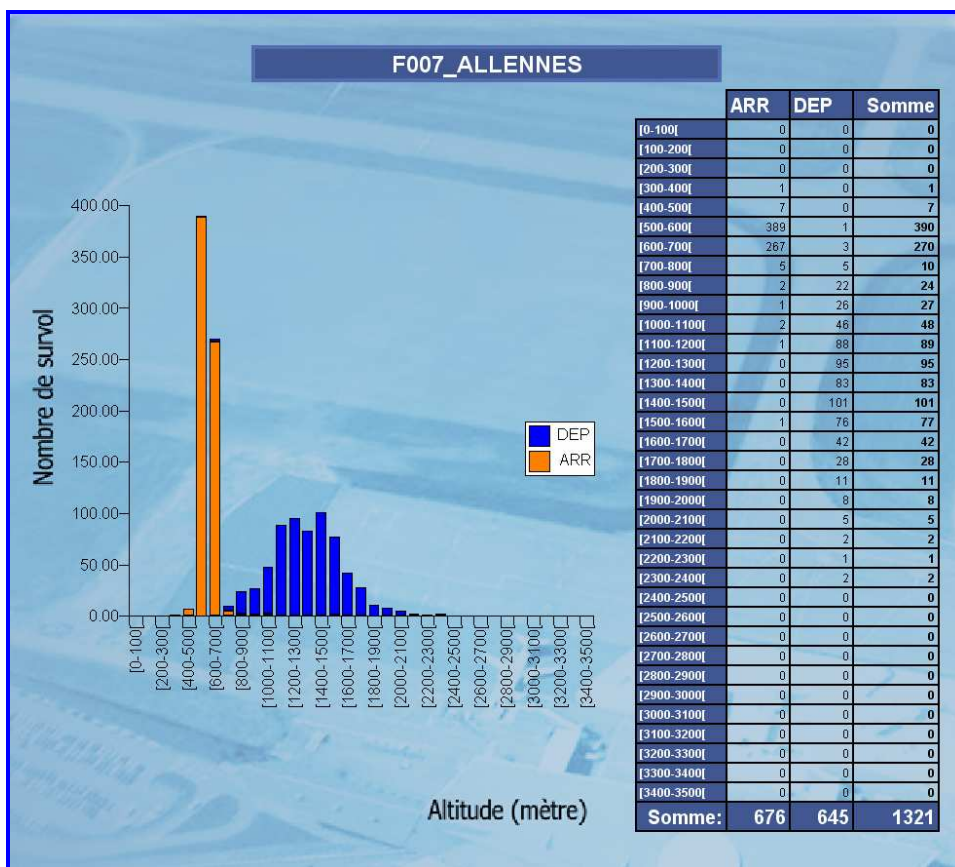 F007_ALLENNES
ARR DEP Somme
[0-100[ 0 0 0
[100-200[ 0 0 0
[200-300[ 0 0 0
[300-400[ 1 0 1
[400-500[ 7 0 7
[500-600[ 389 1 390
[600-700[ 267 3 270
[700-800[ 5 5 10
[800-900[ 2 22 24
[900-1000[ 1 26 27
[1000-1100[ 2 46 48
[1100-1200[ 1 88 89
[1200-1300[ 0 95 95
[1300-1400[ 0 83 83
[1400-1500[ 0 101 101
[1500-1600[ 1 76 77
[1600-1700[ 0 42 42
[1700-1800[ 0 28 28
[1800-1900[ 0 11 11
[1900-2000[ 0 8 8
[2000-2100[ 0 5 5
[2100-2200[ 0 2 2
[2200-2300[ 0 1 1
[2300-2400[ 0 2 2
[2400-2500[ 0 0 0
[2500-2600[ 0 0 0
[2600-2700[ 0 0 0
[2700-2800[ 0 0 0
[2800-2900[ 0 0 0
[2900-3000[ 0 0 0
[3000-3100[ 0 0 0
[3100-3200[ 0 0 0
[3200-3300[ 0 0 0
[3300-3400[ 0 0 0
[3400-3500[ 0 0 0
Somme: 676 645 1321
Nombre de survol
400.00
350.00
300.00
250.00
200.00
150.00
100.00
50.00
0.00
DEP
ARR
[0-100[
[200-300[
[400-500[
[600-700[
[800-900[
[1000-1100[
[1200-1300[
[1400-1500[
[1600-1700[
[1800-1900[
[2000-2100[
[2200-2300[
[2400-2500[
[2600-2700[
[2800-2900[
[3000-3100[
[3200-3300[
[3400-3500[
Altitude (mètre)